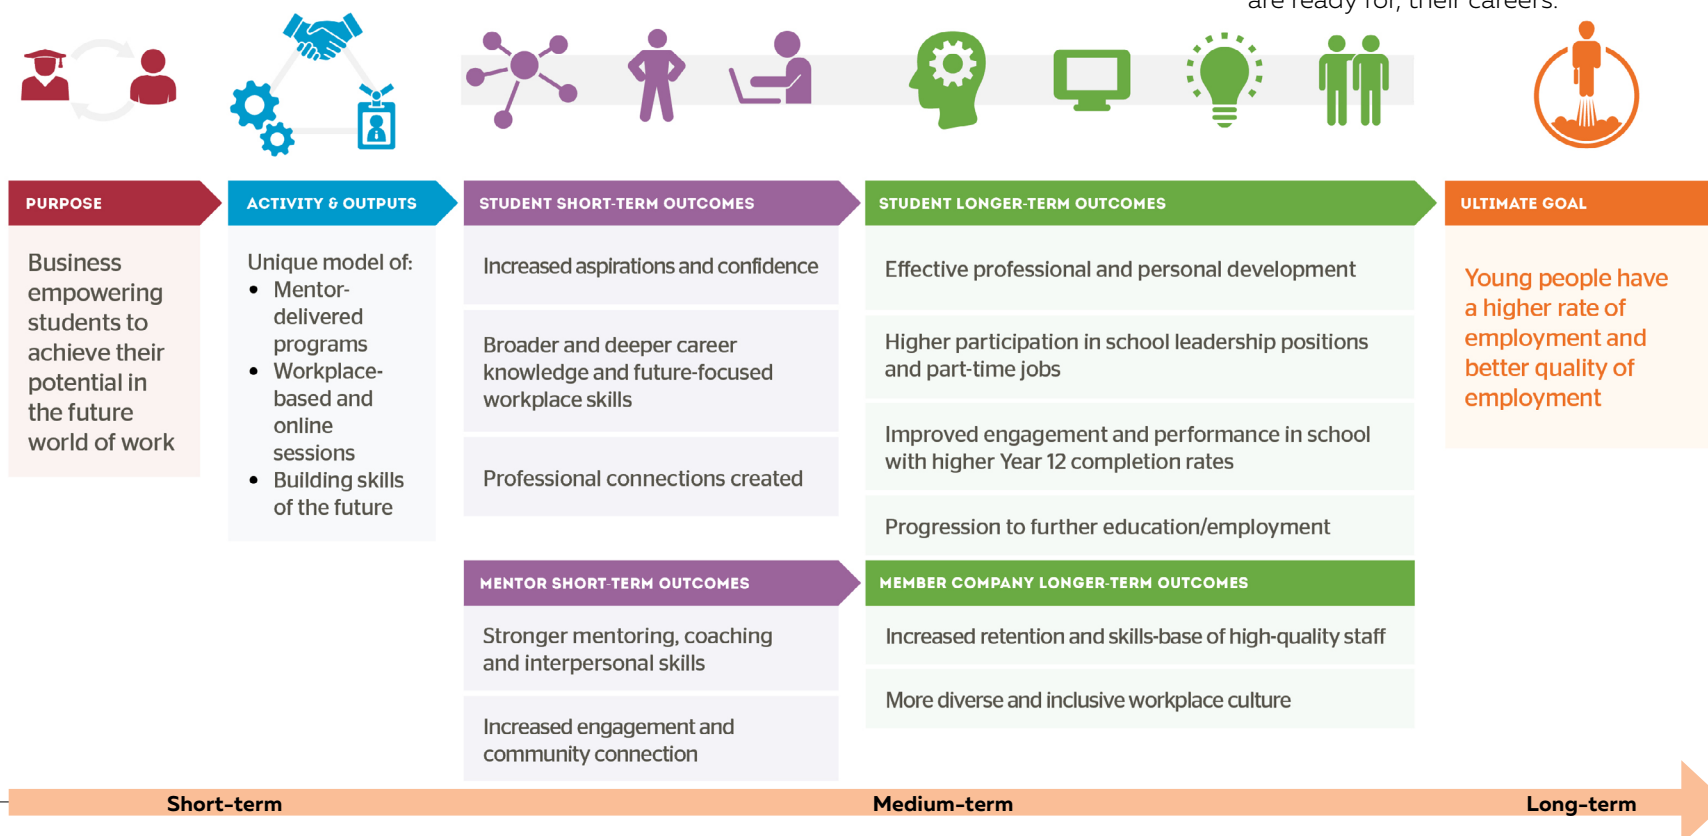 are ready for, their careers.
PURPOSE
Business
empowering
students to
achieve their
potential in
the future
world of work
ACTIVITY & OUTPUTS
Unique model of:
• Mentor-
delivered
programs
• Workplace-
based and
online
sessions
• Building skills
of the future
STUDENT SHORT-TERM OUTCOMES
Increased aspirations and confidence
Broader and deeper career
knowledge and future-focused
workplace skills
Professional connections created
MENTOR SHORT-TERM OUTCOMES
Stronger mentoring, coaching
and interpersonal skills
Increased engagement and
community connection
STUDENT LONGER-TERM OUTCOMES
Effective professional and personal development
Higher participation in school leadership positions
and part-time jobs
Improved engagement and performance in school
with higher Year 12 completion rates
Progression to further education/employment
MEMBER COMPANY LONGER-TERM OUTCOMES
Increased retention and skills-base of high-quality staff
More diverse and inclusive workplace culture
ULTIMATE GOAL
Young people have
a higher rate of
employment and
better quality of
employment
Short-term
Medium-term
Long-term